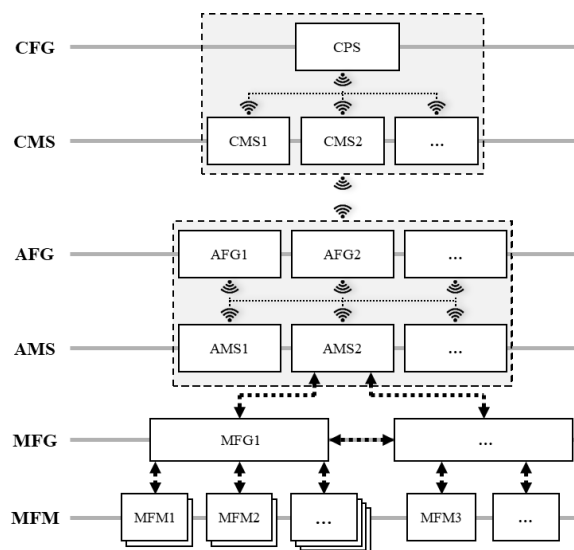 CFG CPS
CMS CMS1 CMS2 ...
AFG AFG1 AFG2 ...
AMS AMS1 AMS2 ...
MFG MFG1 ...
MFM MFM1 MFM2 ... MFM3 ...